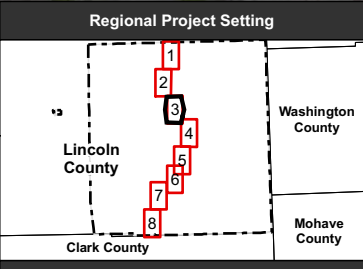 Regional Project Setting
1
2
3
Washington
County
4
Lincoln
County
5
6
7
8
Mohave
County
Clark County